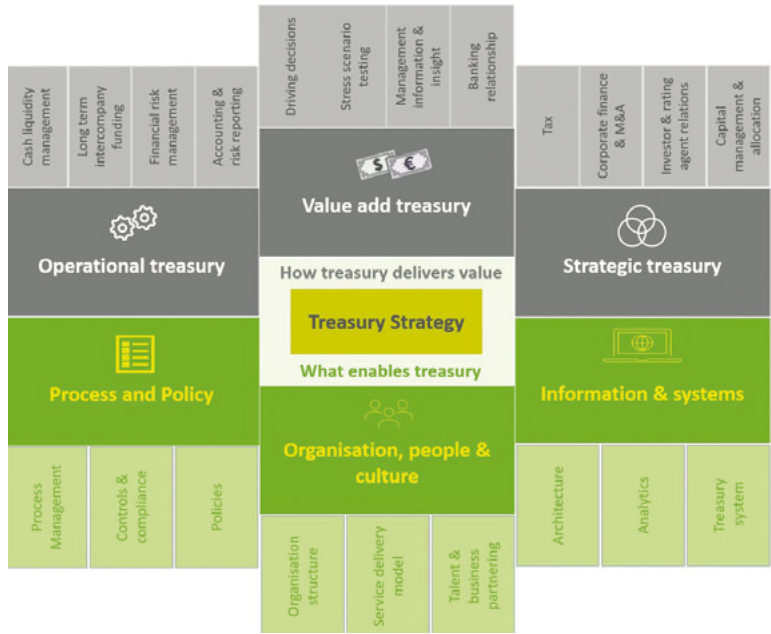 Cash liquidity
management
Long term
intercompany
funding
Financial risk
management
Accounting &
risk reporting
Driving decisions
Stress scenario
testing
Management
information &
insight
Banking
relationship
Tax
Corporate finance
& M&A
Investor & rating
agent relations
Capital
management &
allocation
$
€
Operational treasury
Value add treasury
Strategic treasury
How treasury delivers value
Treasury Strategy
What enables treasury
Process and Policy
Organisation, people &
culture
Information & systems
Process
Management
Controls &
compliance
Policies
Organisation
structure
Service delivery
model
Talent &
business
partnering
Architecture
Analytics
Treasury
system